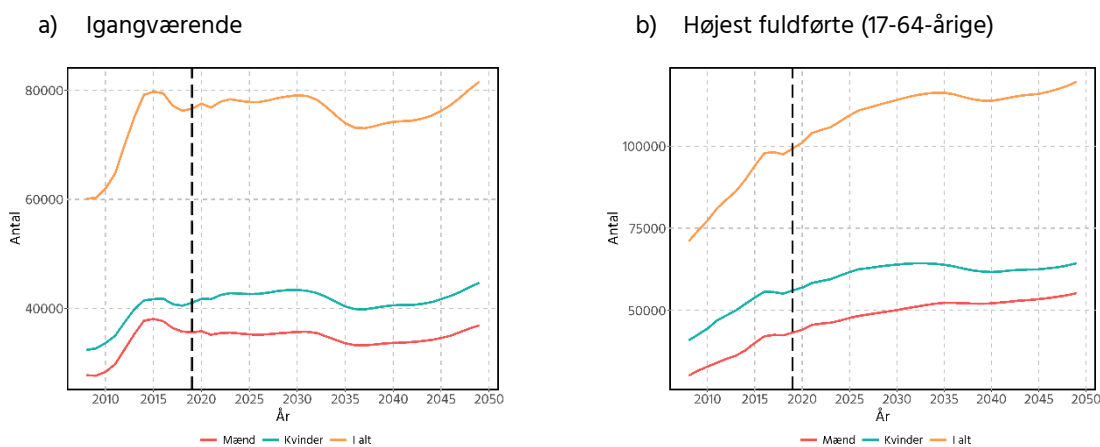 a) Igangværende
80000
60000
40000
Antal
2010 2015 2020 2025 2030 2035 2040 2045 2050
År
Mænd Kvinder I alt
b) Højest fuldførte (17-64-årige)
100000
75000
50000
Antal
2010 2015 2020 2025 2030 2035 2040 2045 2050
År
Mænd Kvinder I alt